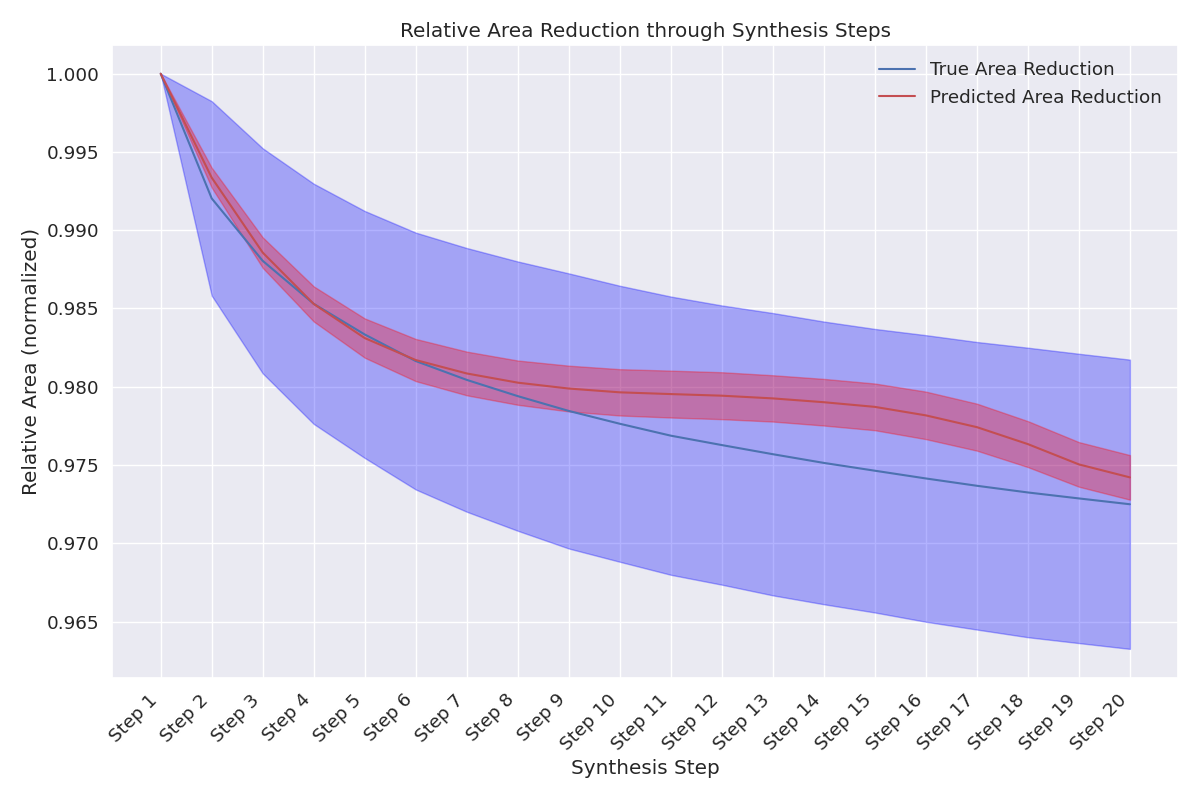 Relative Area Reduction through Synthesis Steps
True Area Reduction
Predicted Area Reduction
Relative Area (normalized)
1.000
0.995
0.990
0.985
0.980
0.975
0.970
0.965
Step 1
Step 2
Step 3
Step 4
Step 5
Step 6
Step 7
Step 8
Step 9
Step 10
Step 11
Step 12
Step 13
Step 14
Step 15
Step 16
Step 17
Step 18
Step 19
Step 20
Synthesis Step